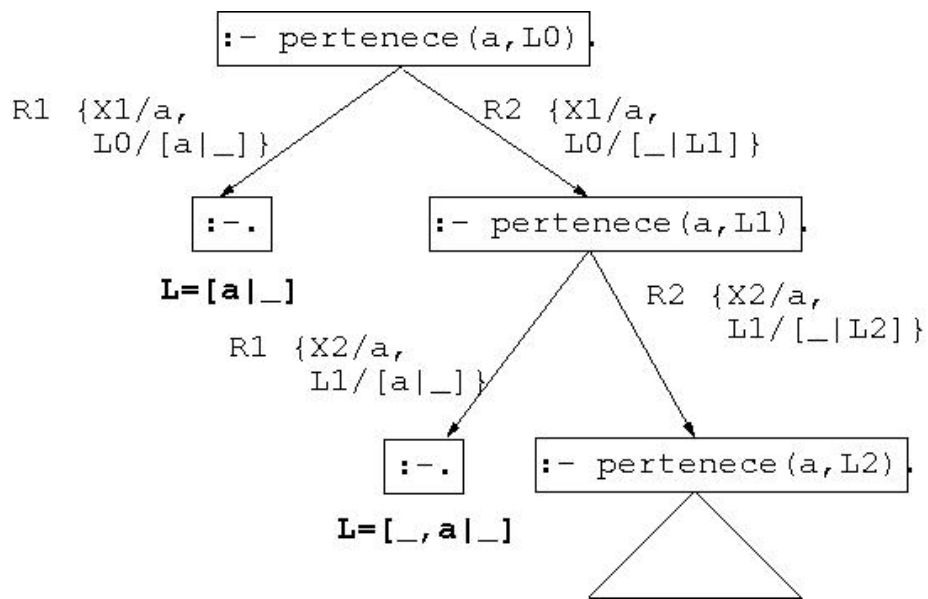 :- pertenece(a,L0).
R1 {X1/a,
L0/[a|_]}
R2 {X1/a,
L0/[_|L1]}
:-.
:- pertenece(a,L1).
L=[a|_]
R1 {X2/a,
L1/[a|_]}
R2 {X2/a,
L1/[_|L2]}
:-.
:- pertenece(a,L2).
L=[_,a|_]